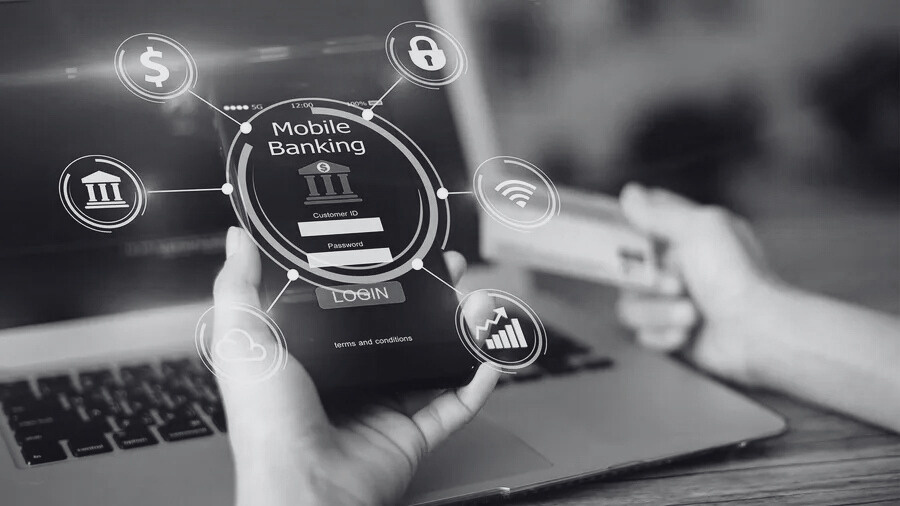 5G 12:00 100%
Mobile
Banking
$
Customer ID
Password
LOGIN
terms and conditions
$